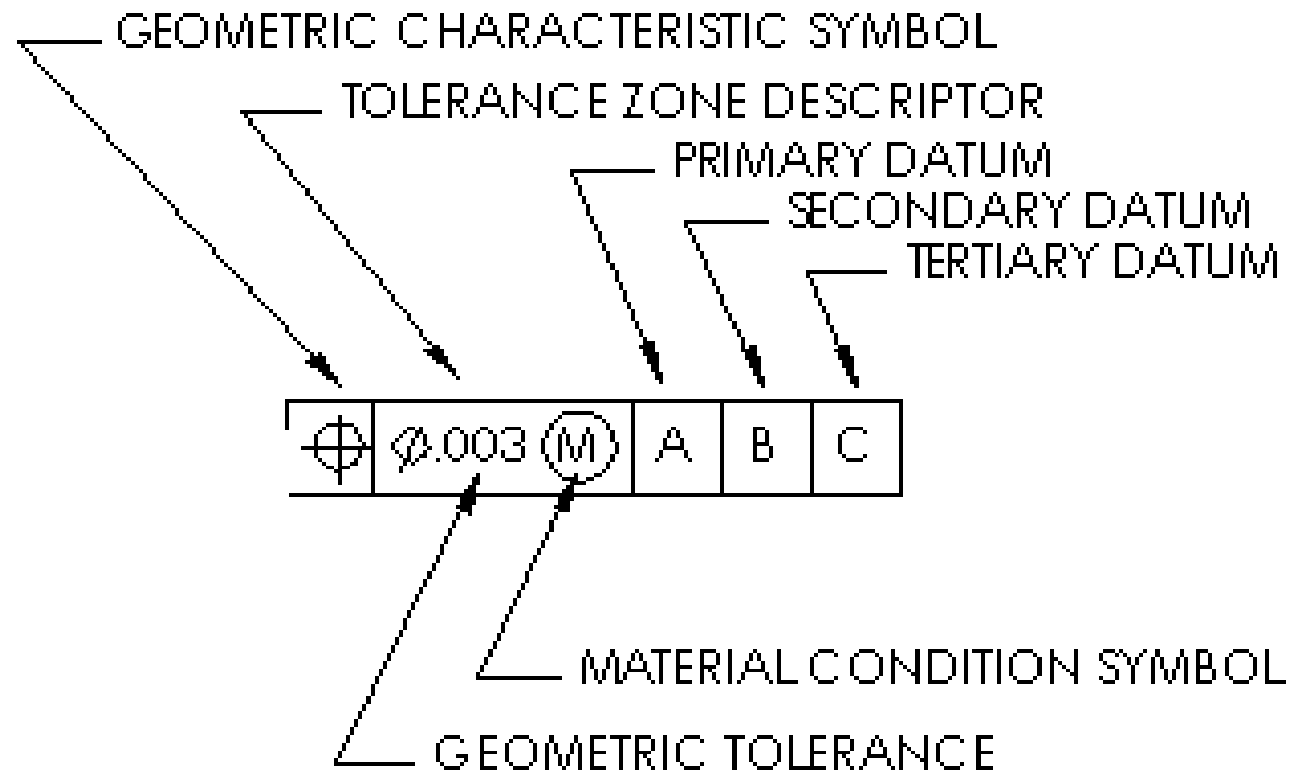 GEOMETRIC CHARACTERISTIC SYMBOL
TOLERANCE ZONE DESCRIPTOR
PRIMARY DATUM
SECONDARY DATUM
TERTIARY DATUM
⌖ ⌀.003 Ⓜ A B C
MATERIAL CONDITION SYMBOL
GEOMETRIC TOLERANCE